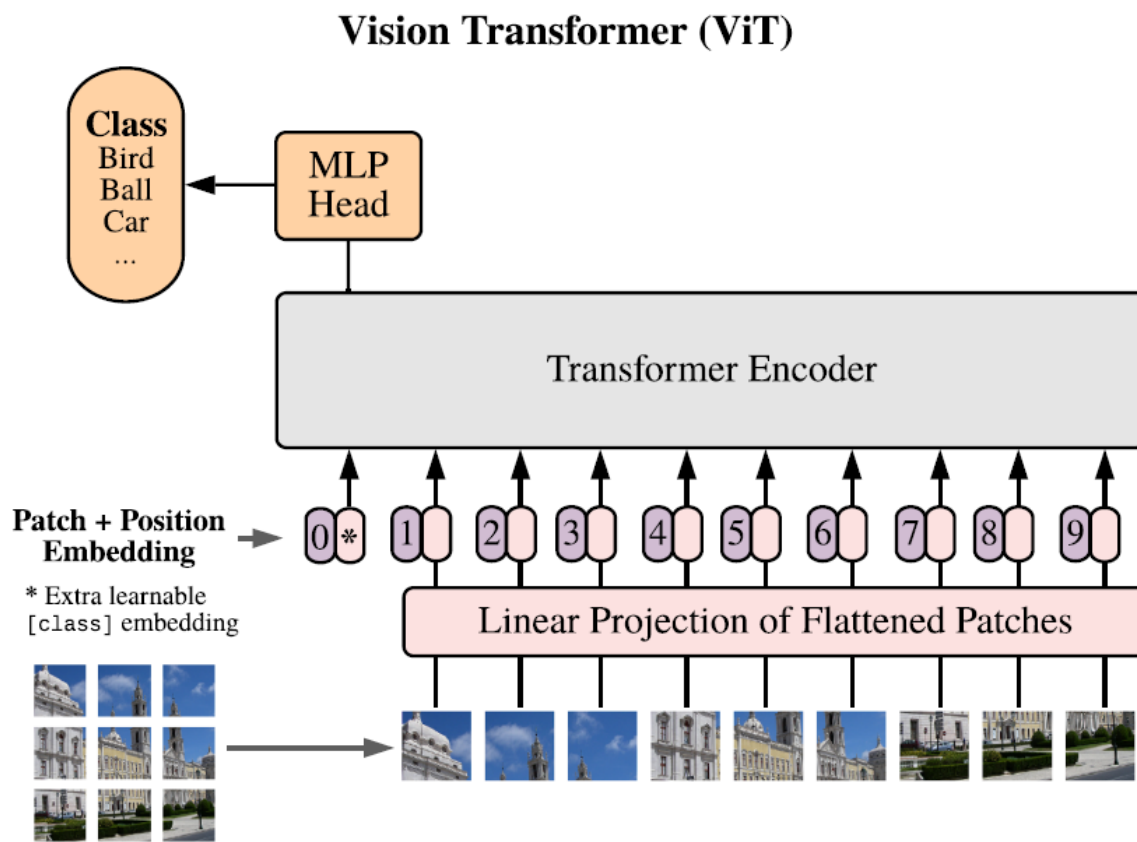 Vision Transformer (ViT)
Class
Bird
Ball
Car
...
MLP
Head
Transformer Encoder
Patch + Position
Embedding
0 * 1 2 3 4 5 6 7 8 9
* Extra learnable
[class] embedding
Linear Projection of Flattened Patches